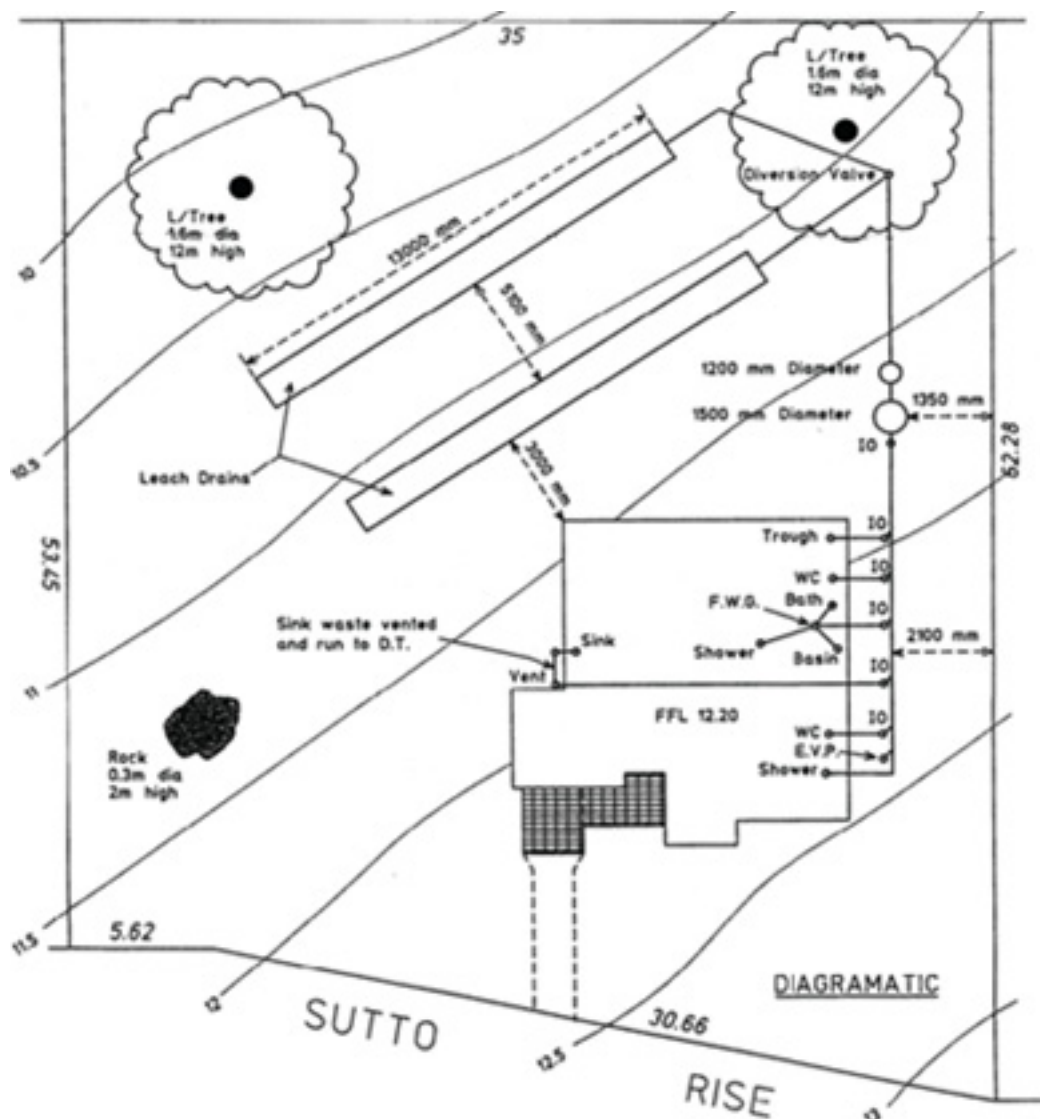 35
L/Tree
1.6m dia
12m high
L/Tree
1.6m dia
12m high
Diversion Valve
10
13000 mm
5100 mm
1200 mm Diameter
1350 mm
1500 mm Diameter
IO
10.5
Leach Drains
3000 mm
62.28
53.45
Trough
IO
WC
IO
F.W.G.
Bath
IO
Sink waste vented
and run to D.T.
Sink
Shower
Basin
2100 mm
Vent
IO
11
FFL 12.20
WC
IO
E.V.P.
Shower
Rock
0.3m dia
2m high
11.5
5.62
12
DIAGRAMATIC
SUTTO
30.66
12.5
RISE
13